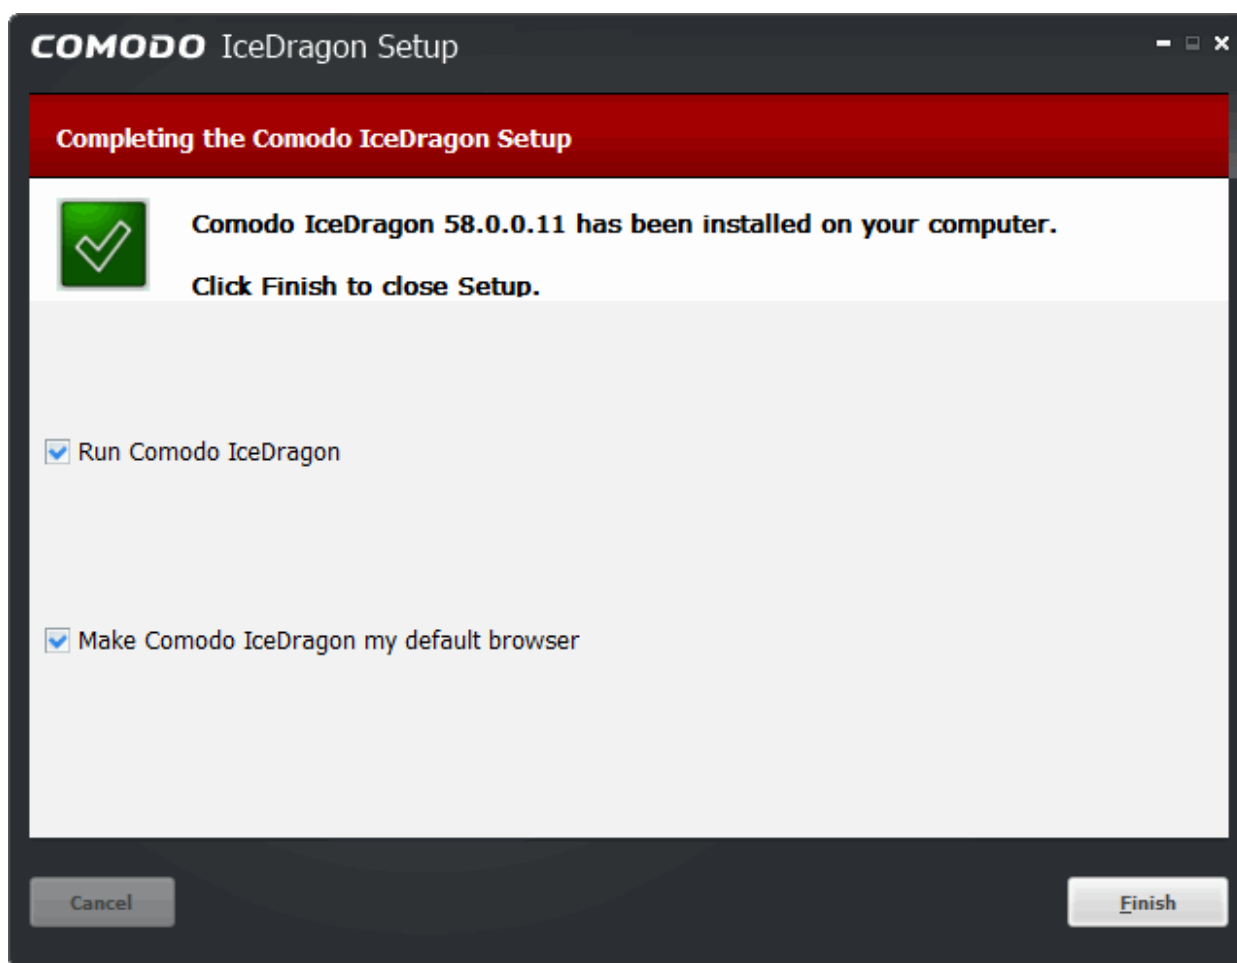 COMODO IceDragon Setup
Completing the Comodo IceDragon Setup
Comodo IceDragon 58.0.0.11 has been installed on your computer.
Click Finish to close Setup.
Run Comodo IceDragon
Make Comodo IceDragon my default browser
Cancel
Finish